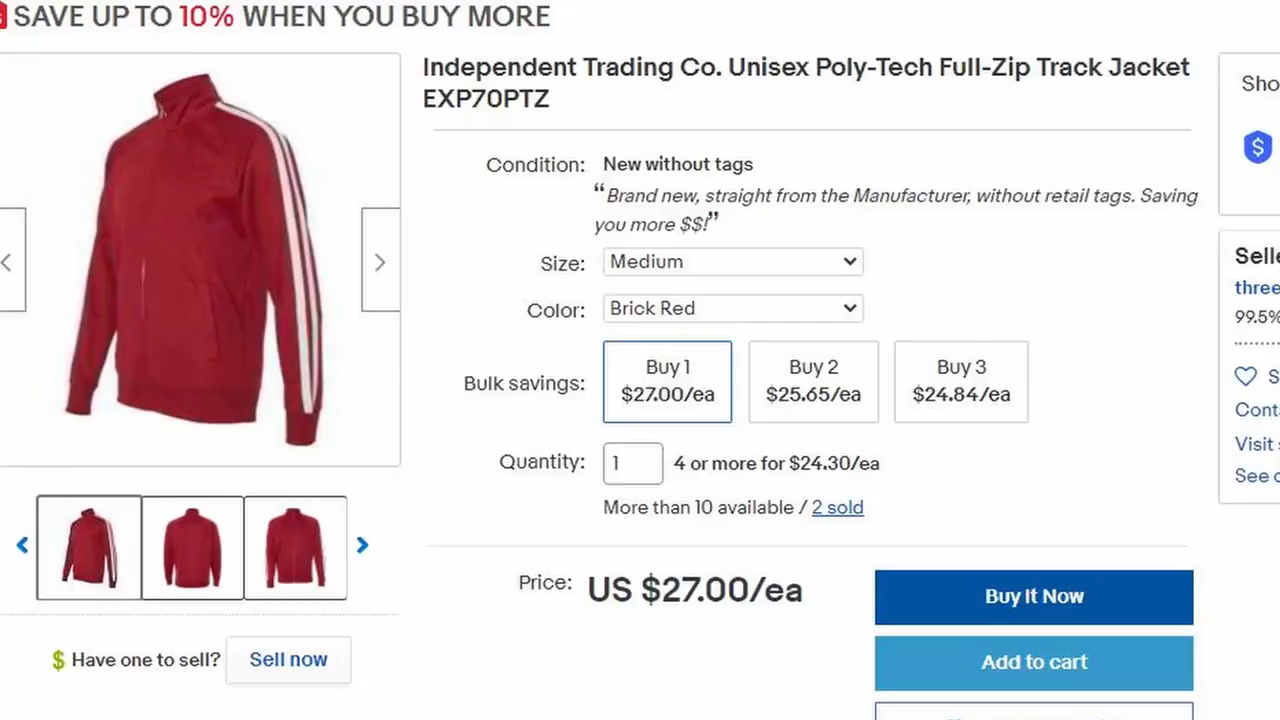 SAVE UP TO 10% WHEN YOU BUY MORE
Independent Trading Co. Unisex Poly-Tech Full-Zip Track Jacket
EXP70PTZ
Condition: New without tags
“Brand new, straight from the Manufacturer, without retail tags. Saving
you more $$!”
Size: Medium
Color: Brick Red
Bulk savings:
Buy 1
$27.00/ea
Buy 2
$25.65/ea
Buy 3
$24.84/ea
Quantity: 1 4 or more for $24.30/ea
More than 10 available / 2 sold
Price: US $27.00/ea
Buy It Now
Add to cart
$ Have one to sell? Sell now
Sho
$
Selle
three
99.5%
S
Conta
Visit s
See o